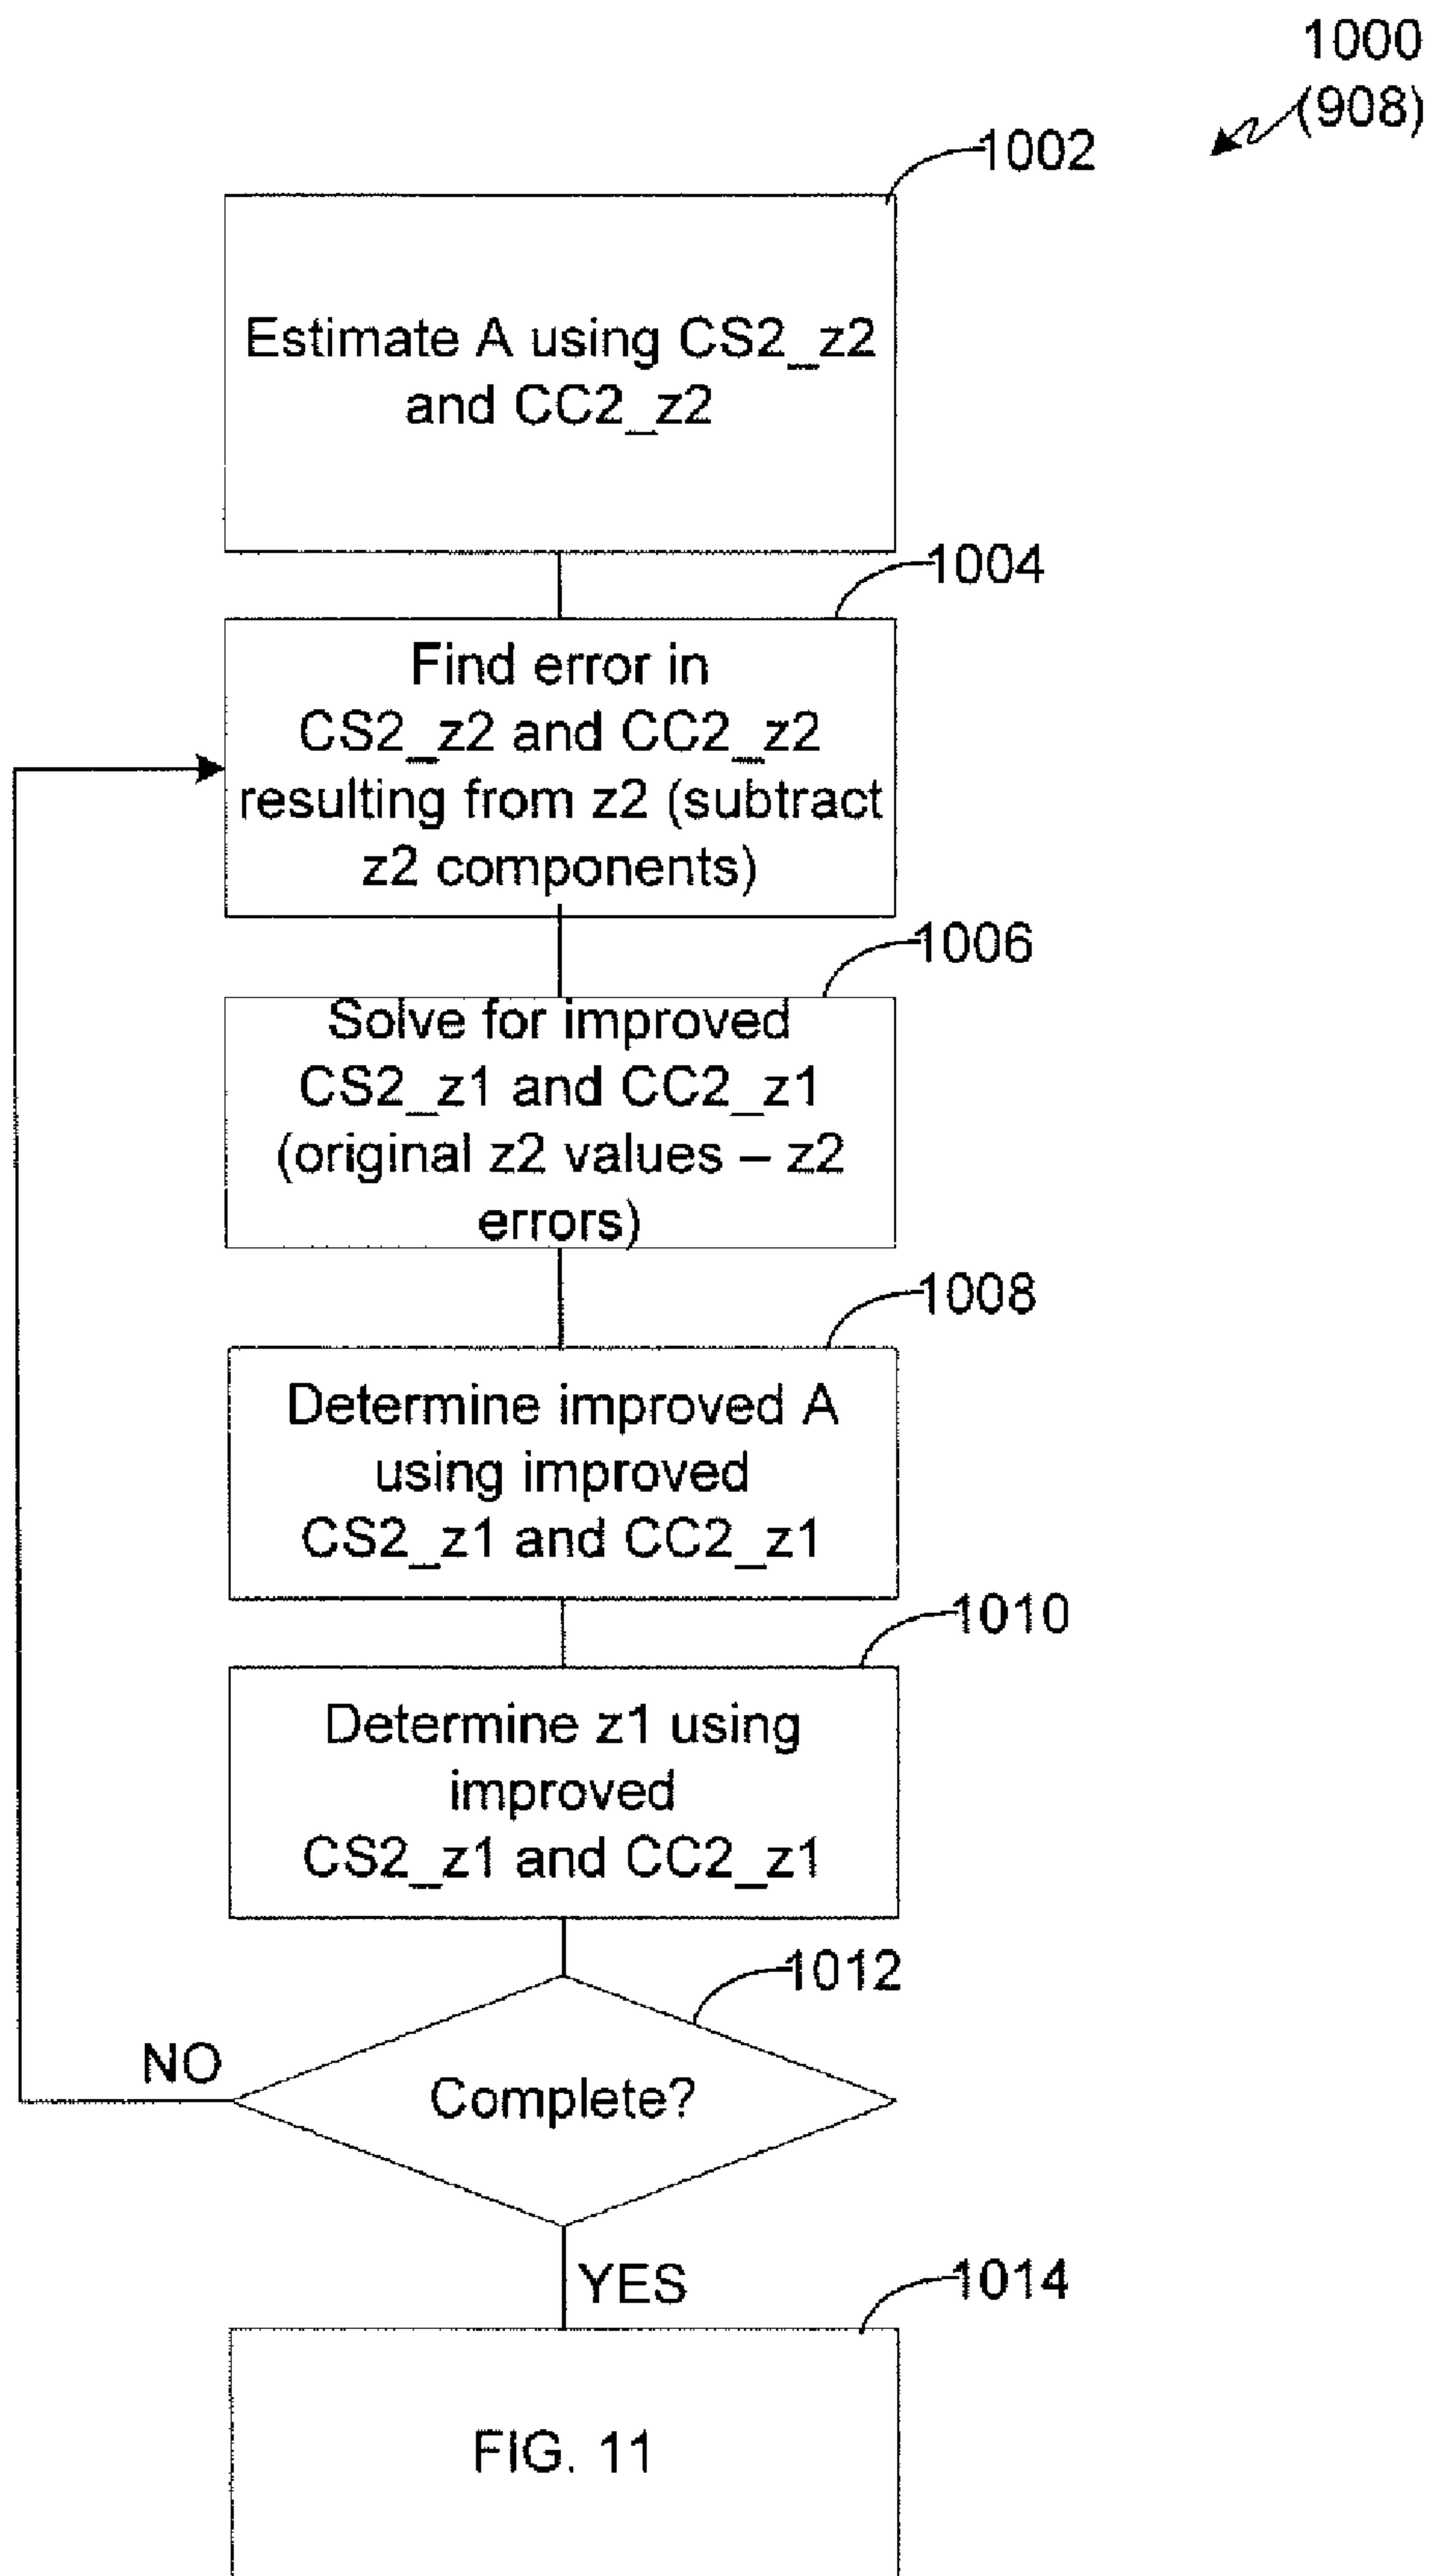 1000
(908)
1002
Estimate A using CS2_z2
and CC2_z2
1004
Find error in
CS2_z2 and CC2_z2
resulting from z2 (subtract
z2 components)
1006
Solve for improved
CS2_z1 and CC2_z1
(original z2 values – z2
errors)
1008
Determine improved A
using improved
CS2_z1 and CC2_z1
1010
Determine z1 using
improved
CS2_z1 and CC2_z1
1012
NO
Complete?
YES
1014
FIG. 11